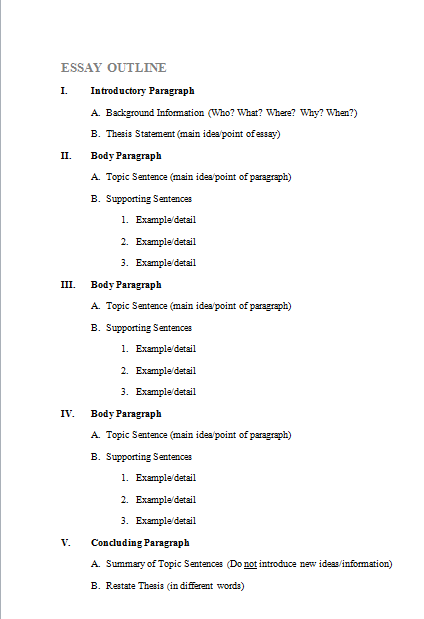 ESSAY OUTLINE
I. Introductory Paragraph
A. Background Information (Who? What? Where? Why? When?)
B. Thesis Statement (main idea/point of essay)
II. Body Paragraph
A. Topic Sentence (main idea/point of paragraph)
B. Supporting Sentences
1. Example/detail
2. Example/detail
3. Example/detail
III. Body Paragraph
A. Topic Sentence (main idea/point of paragraph)
B. Supporting Sentences
1. Example/detail
2. Example/detail
3. Example/detail
IV. Body Paragraph
A. Topic Sentence (main idea/point of paragraph)
B. Supporting Sentences
1. Example/detail
2. Example/detail
3. Example/detail
V. Concluding Paragraph
A. Summary of Topic Sentences (Do not introduce new ideas/information)
B. Restate Thesis (in different words)